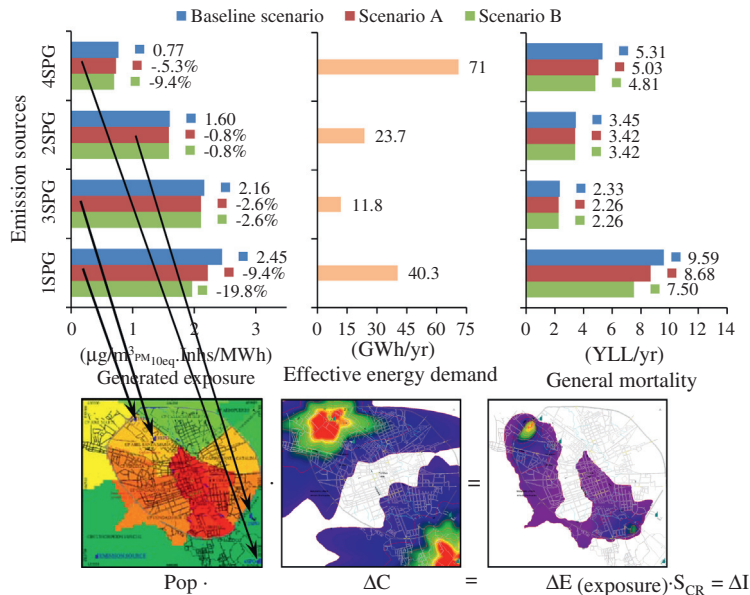 Baseline scenario Scenario A Scenario B
Emission sources
4SPG
0.77
-.5.3%
-9.4%
71
5.31
5.03
4.81
2SPG
1.60
-0.8%
-0.8%
23.7
3.45
3.42
3.42
3SPG
2.16
-2.6%
-2.6%
11.8
2.33
2.26
2.26
1SPG
2.45
-9.4%
-19.8%
40.3
9.59
8.68
7.50
0 1 2 3
0 15 30 45 60 75
0 2 4 6 8 10 12 14
(μg/m³PM10eq.Inhs/MWh)
(GWh/yr)
(YLL/yr)
Generated exposure
Effective energy demand
General mortality
· =
Pop · ΔC = ΔE (exposure)·SCR = ΔI